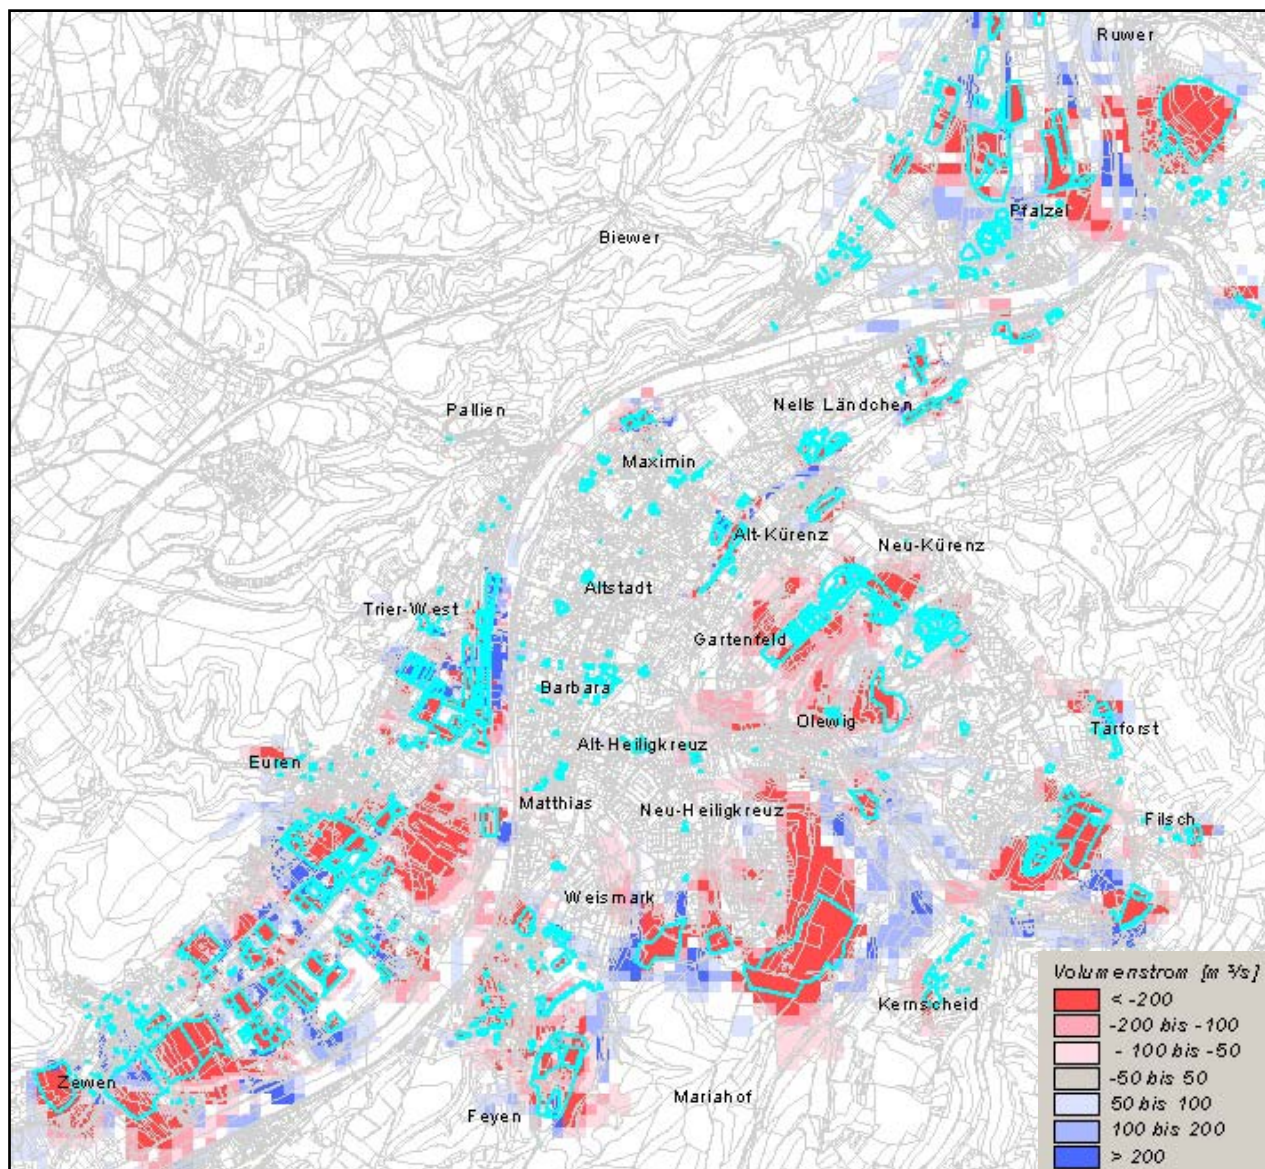 Ruwer
Pfalzel
Biewer
Nells Ländchen
Pallien
Maximin
Alt-Kürenz
Neu-Kürenz
Altstadt
Trier-West
Gartenfeld
Barbara
Olewig
Tarforst
Alt-Heiligkreuz
Euren
Matthias
Neu-Heiligkreuz
Filsch
Weismark
Kernscheid
Zewen
Mariahof
Feyen
Volumenstrom [m³/s]
< -200
-200 bis -100
- 100 bis -50
-50 bis 50
50 bis 100
100 bis 200
> 200